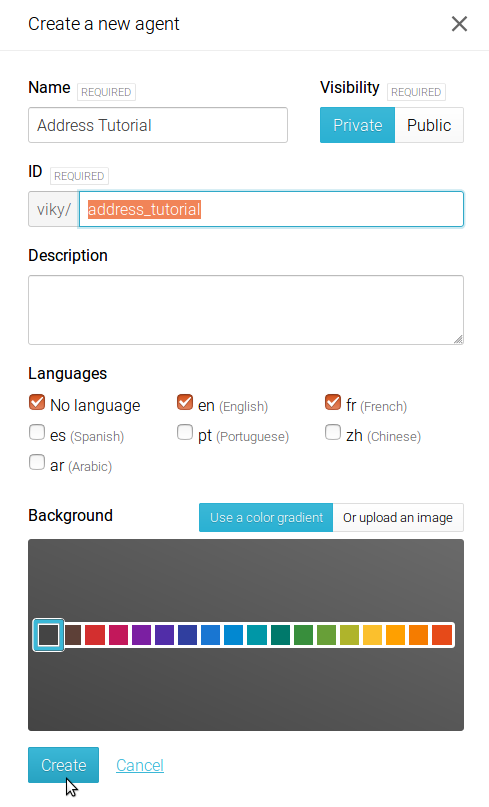 Create a new agent
Name REQUIRED
Visibility REQUIRED
Address Tutorial
Private Public
ID REQUIRED
viky/ address_tutorial
Description
Languages
No language en (English) fr (French)
es (Spanish) pt (Portuguese) zh (Chinese)
ar (Arabic)
Background Use a color gradient Or upload an image
Create Cancel